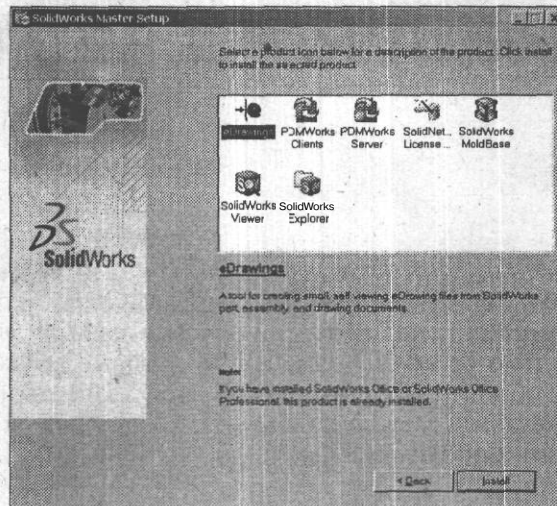 SolidWorks Master Setup
Select a product icon below for a description of the product. Click install
to install the selected product.
eDrawings
PDMWorks
Clients
PDMWorks
Server
SolidNet...
License ...
SolidWorks
MoldBase
SolidWorks
Viewer
SolidWorks
Explorer
SolidWorks
eDrawings
A tool for creating small, self viewing eDrawing files from SolidWorks
part, assembly, and drawing documents.
Note:
If you have installed SolidWorks Office or SolidWorks Office
Professional, this product is already installed.
< Back
Install